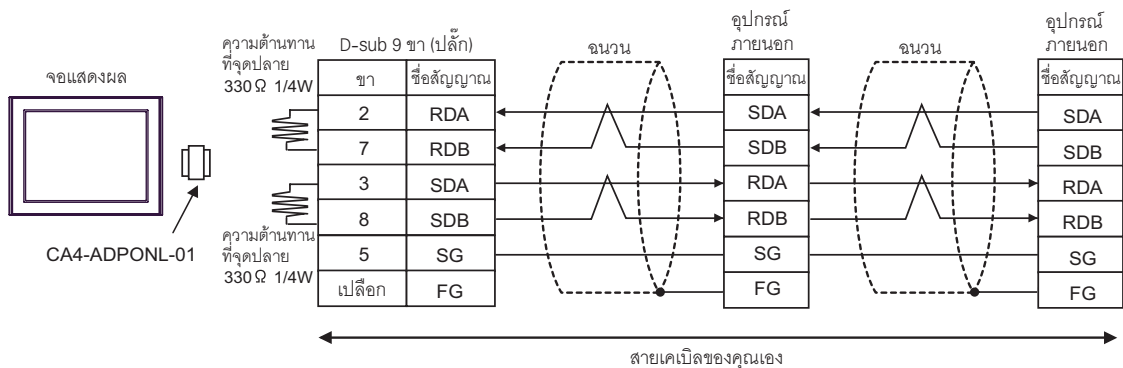 จอแสดงผล
CA4-ADPONL-01
ความต้านทาน
ที่จุดปลาย
330 Ω 1/4W
ความต้านทาน
ที่จุดปลาย
330 Ω 1/4W
D-sub 9 ขา (ปลั๊ก)
ขา ชื่อสัญญาณ
2 RDA
7 RDB
3 SDA
8 SDB
5 SG
เปลือก FG
ฉนวน
อุปกรณ์
ภายนอก
ชื่อสัญญาณ
SDA
SDB
RDA
RDB
SG
FG
ฉนวน
อุปกรณ์
ภายนอก
ชื่อสัญญาณ
SDA
SDB
RDA
RDB
SG
FG
สายเคเบิลของคุณเอง